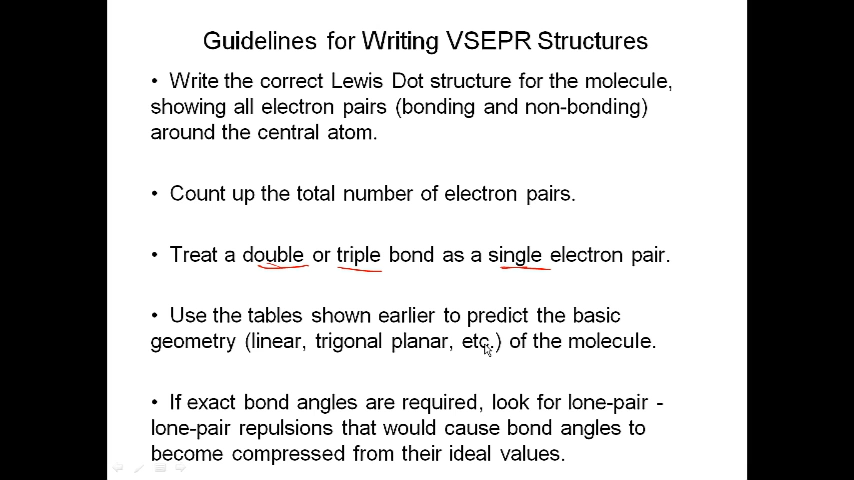 Guidelines for Writing VSEPR Structures
• Write the correct Lewis Dot structure for the molecule,
showing all electron pairs (bonding and non-bonding)
around the central atom.
• Count up the total number of electron pairs.
• Treat a double or triple bond as a single electron pair.
• Use the tables shown earlier to predict the basic
geometry (linear, trigonal planar, etc.) of the molecule.
• If exact bond angles are required, look for lone-pair -
lone-pair repulsions that would cause bond angles to
become compressed from their ideal values.